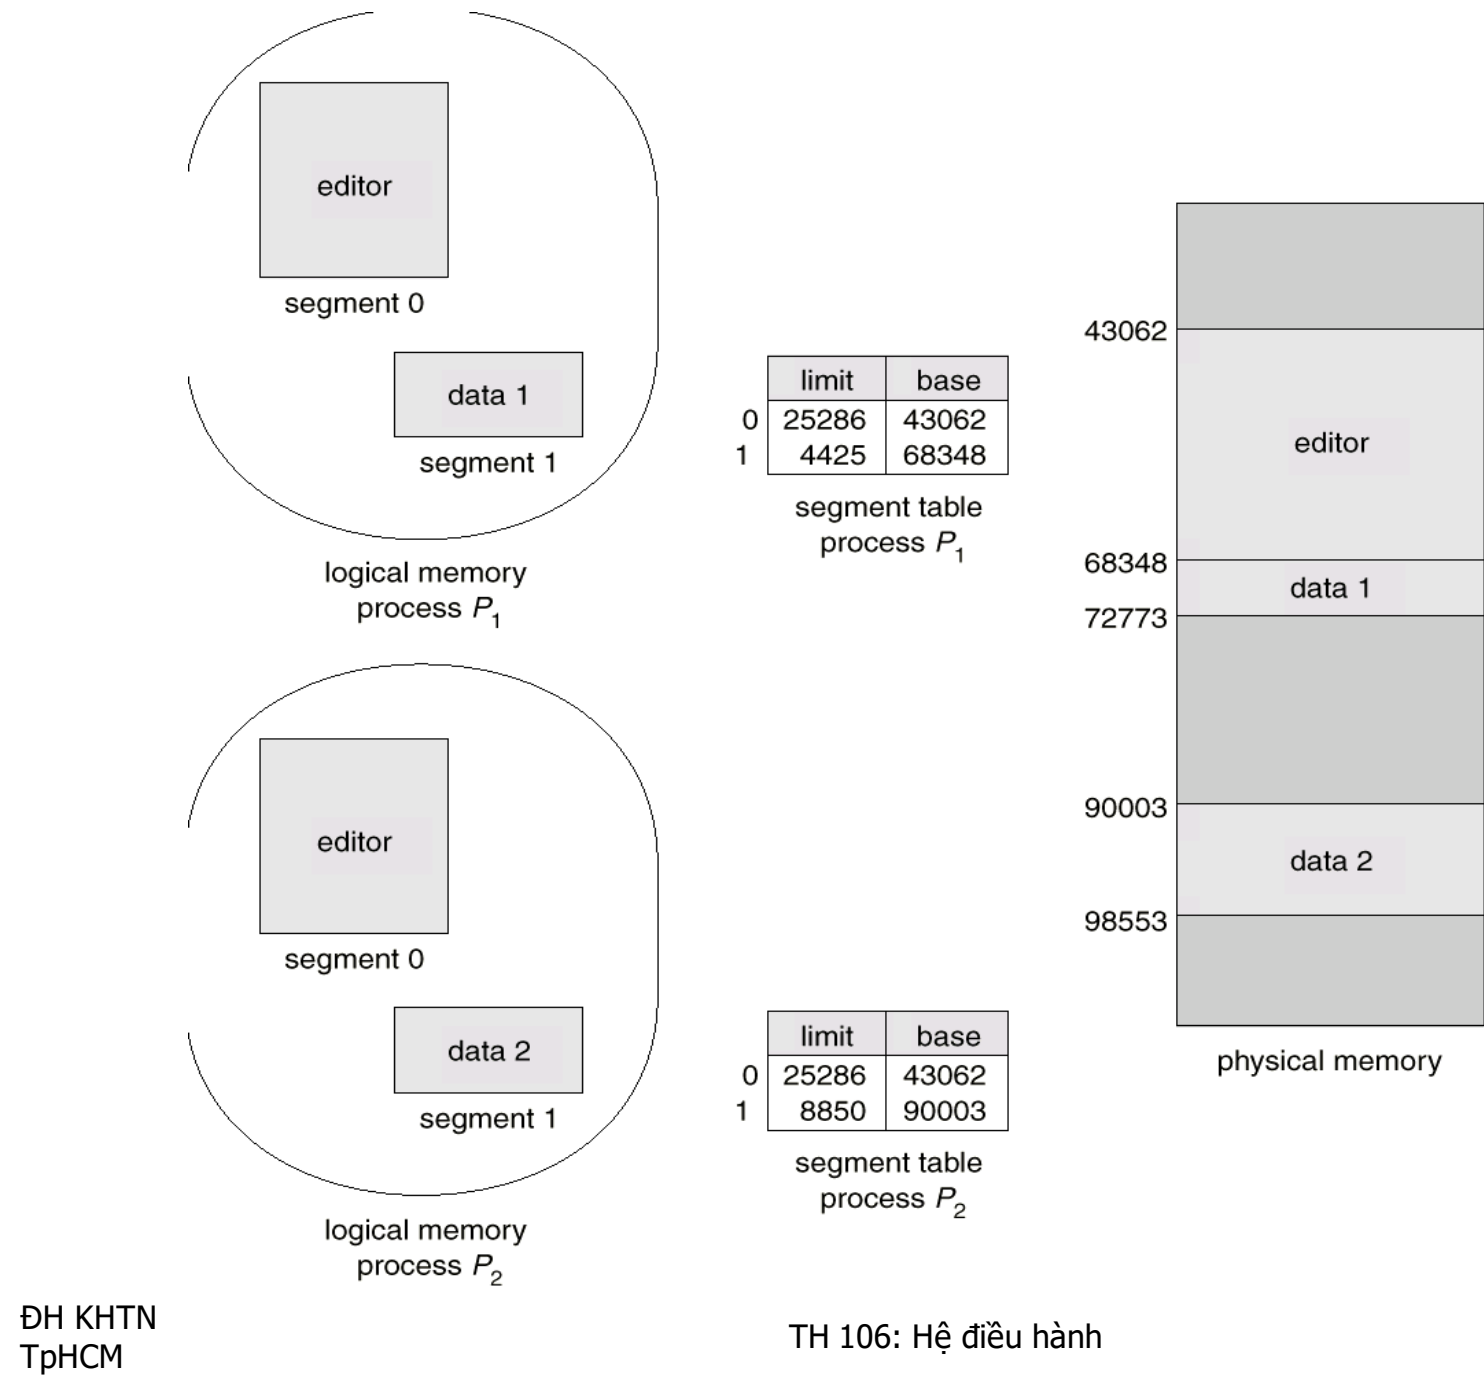 editor
segment 0
data 1
segment 1
logical memory
process P1
limit base
0 25286 43062
1 4425 68348
segment table
process P1
editor
segment 0
data 2
segment 1
logical memory
process P2
limit base
0 25286 43062
1 8850 90003
segment table
process P2
43062
editor
68348
data 1
72773
90003
data 2
98553
physical memory
ĐH KHTN
TpHCM
TH 106: Hệ điều hành